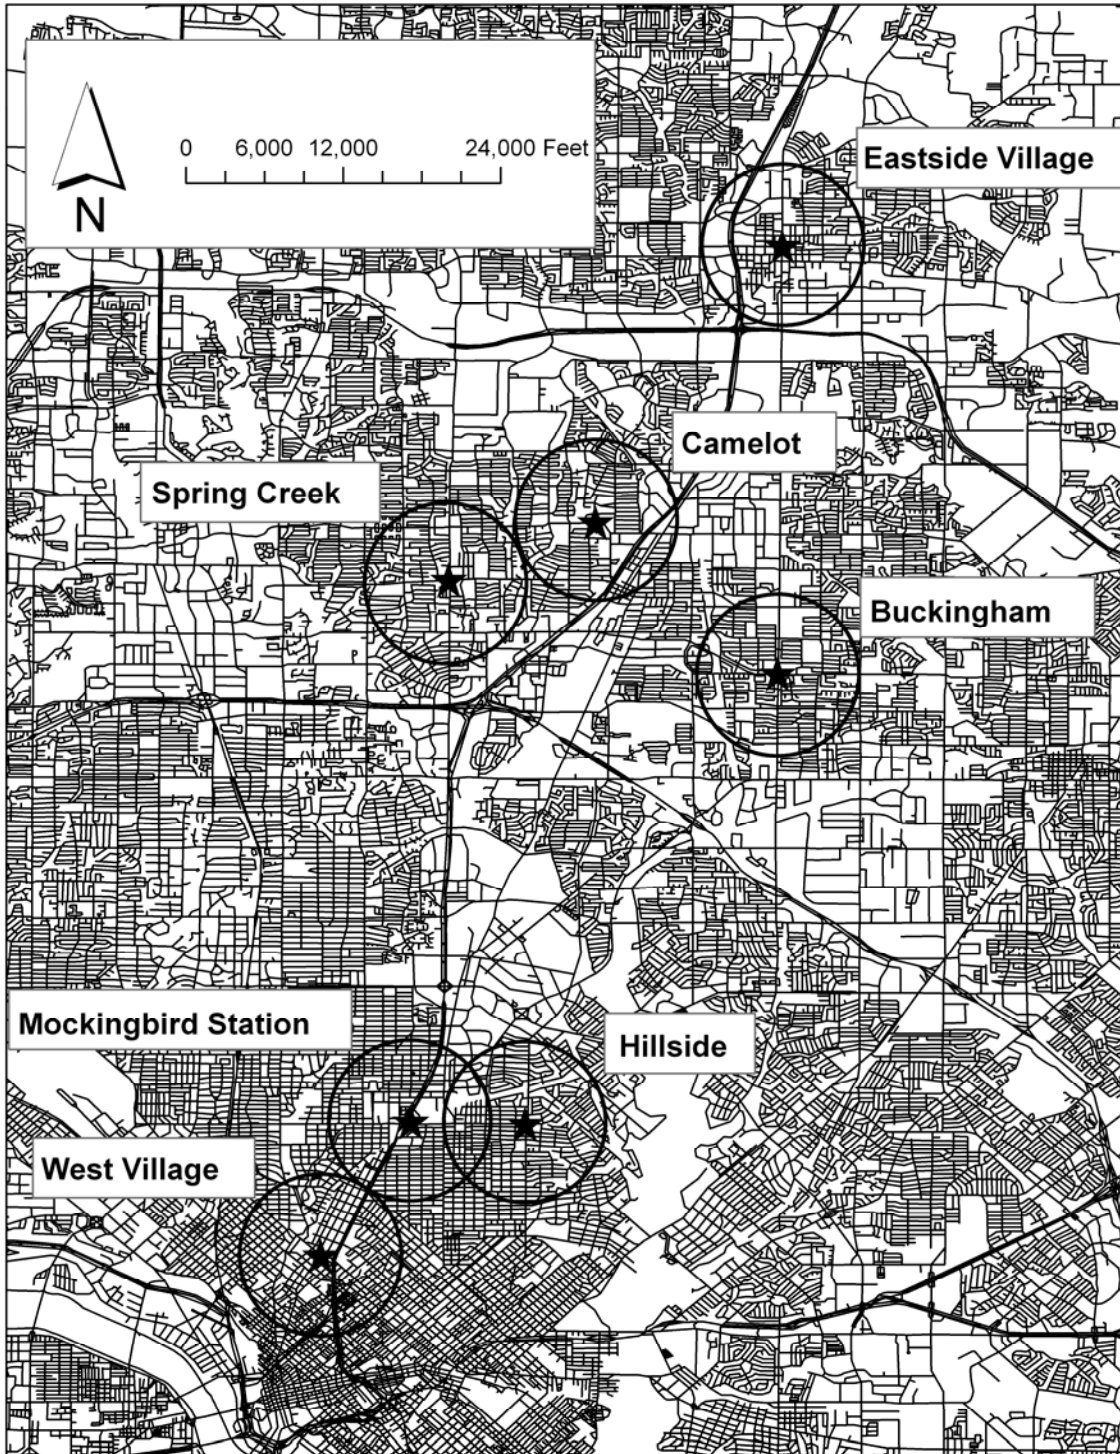 0 6,000 12,000 24,000 Feet
N
Eastside Village
Camelot
Spring Creek
Buckingham
Mockingbird Station
Hillside
West Village